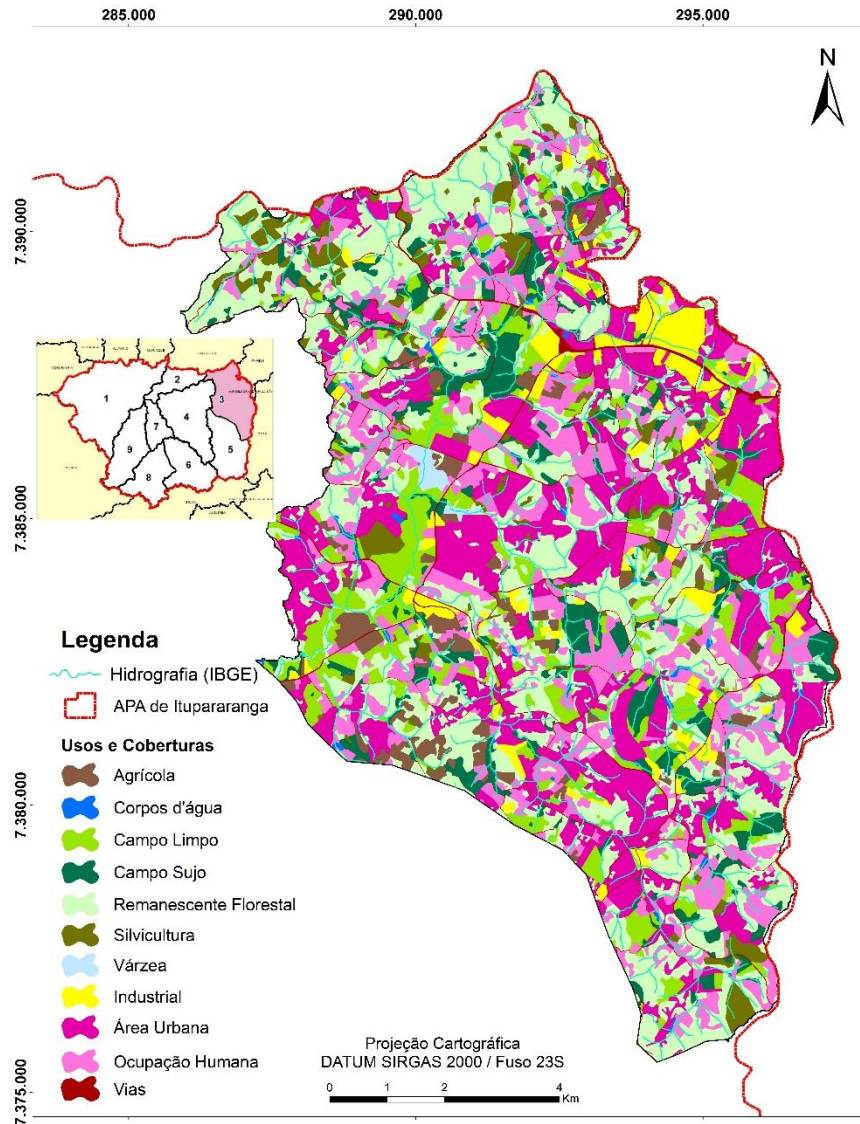 285.000 290.000 295.000
N
7.390.000
7.385.000
7.380.000
7.375.000
1
2
3
4
5
6
7
8
9
Legenda
Hidrografia (IBGE)
APA de Itupararanga
Usos e Coberturas
Agrícola
Corpos d'água
Campo Limpo
Campo Sujo
Remanescente Florestal
Silvicultura
Várzea
Industrial
Área Urbana
Ocupação Humana
Vias
Projeção Cartográfica
DATUM SIRGAS 2000 / Fuso 23S
0 1 2 4
Km